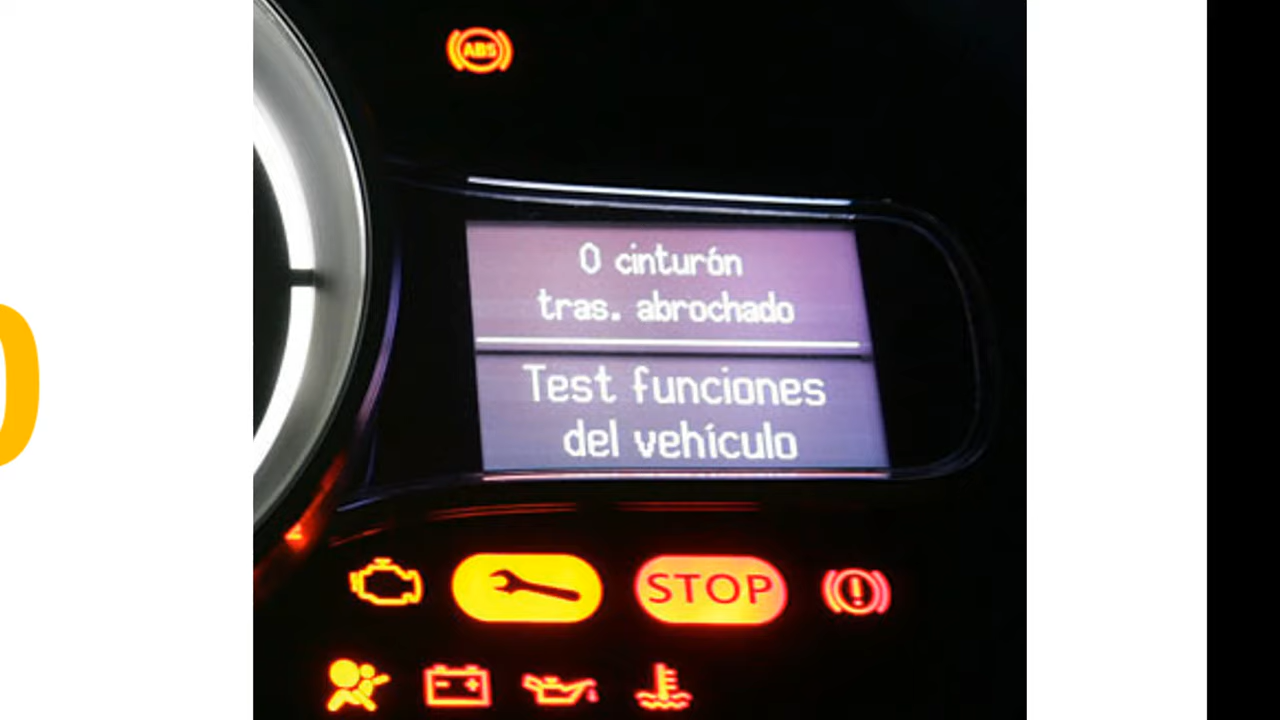 ABS
0 cinturón
tras. abrochado
Test funciones
del vehículo
STOP